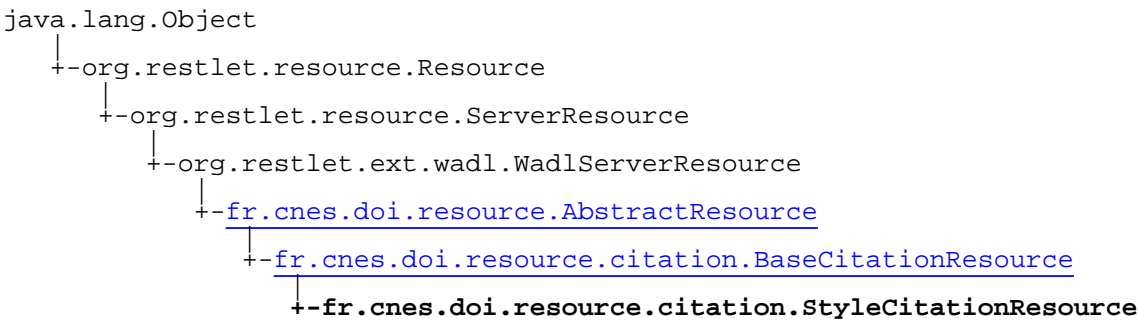 java.lang.Object
|
+-org.restlet.resource.Resource
|
+-org.restlet.resource.ServerResource
|
+-org.restlet.ext.wadl.WadlServerResource
|
+-fr.cnes.doi.resource.AbstractResource
|
+-fr.cnes.doi.resource.citation.BaseCitationResource
|
+-fr.cnes.doi.resource.citation.StyleCitationResource